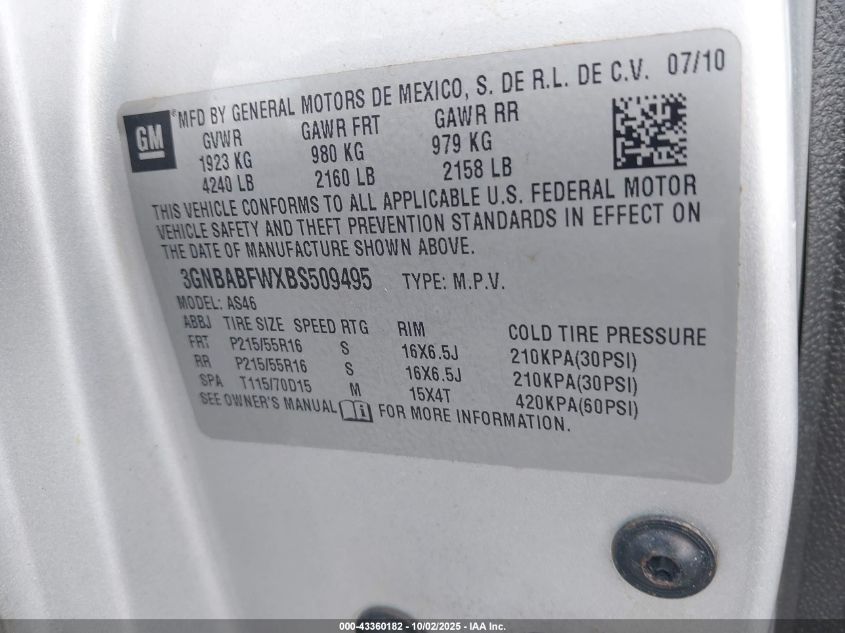 GM
®MFD BY GENERAL MOTORS DE MEXICO, S. DE R.L. DE C.V. 07/10
GVWR GAWR FRT GAWR RR
1923 KG 980 KG 979 KG
4240 LB 2160 LB 2158 LB
THIS VEHICLE CONFORMS TO ALL APPLICABLE U.S. FEDERAL MOTOR
VEHICLE SAFETY AND THEFT PREVENTION STANDARDS IN EFFECT ON
THE DATE OF MANUFACTURE SHOWN ABOVE.
3GNBABFWXBS509495 TYPE: M.P.V.
MODEL: AS46
ABBJ TIRE SIZE SPEED RTG RIM COLD TIRE PRESSURE
FRT P215/55R16 S 16X6.5J 210KPA(30PSI)
RR P215/55R16 S 16X6.5J 210KPA(30PSI)
SPA T115/70D15 M 15X4T 420KPA(60PSI)
SEE OWNER'S MANUAL i FOR MORE INFORMATION.
000-43360182 - 10/02/2025 - IAA Inc.